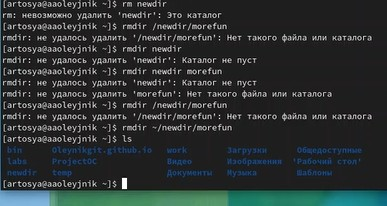 [artosya@aaoleyjnik ~]$ rm newdir
rm: невозможно удалить 'newdir': Это каталог
[artosya@aaoleyjnik ~]$ rmdir /newdir/morefun
rmdir: не удалось удалить '/newdir/morefun': Нет такого файла или каталога
[artosya@aaoleyjnik ~]$ rmdir newdir
rmdir: не удалось удалить 'newdir': Каталог не пуст
[artosya@aaoleyjnik ~]$ rmdir newdir morefun
rmdir: не удалось удалить 'newdir': Каталог не пуст
rmdir: не удалось удалить 'morefun': Нет такого файла или каталога
[artosya@aaoleyjnik ~]$ rmdir /newdir/morefun
rmdir: не удалось удалить '/newdir/morefun': Нет такого файла или каталога
[artosya@aaoleyjnik ~]$ rmdir ~/newdir/morefun
[artosya@aaoleyjnik ~]$ ls
bin Oleynikgit.github.io work Загрузки Общедоступные
labs ProjectOC Видео Изображения 'Рабочий стол'
newdir temp Документы Музыка Шаблоны
[artosya@aaoleyjnik ~]$